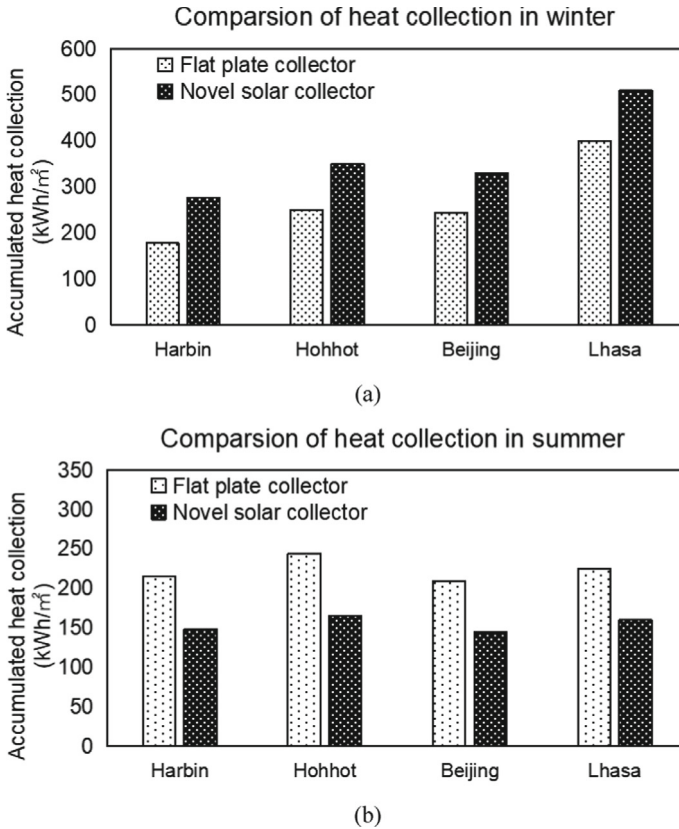 Comparsion of heat collection in winter
Accumulated heat collection
(kWh/㎡)
600
500
400
300
200
100
0
Flat plate collector
Novel solar collector
Harbin Hohhot Beijing Lhasa
(a)
Comparsion of heat collection in summer
Accumulated heat collection
(kWh/㎡)
350
300
250
200
150
100
50
0
Flat plate collector
Novel solar collector
Harbin Hohhot Beijing Lhasa
(b)